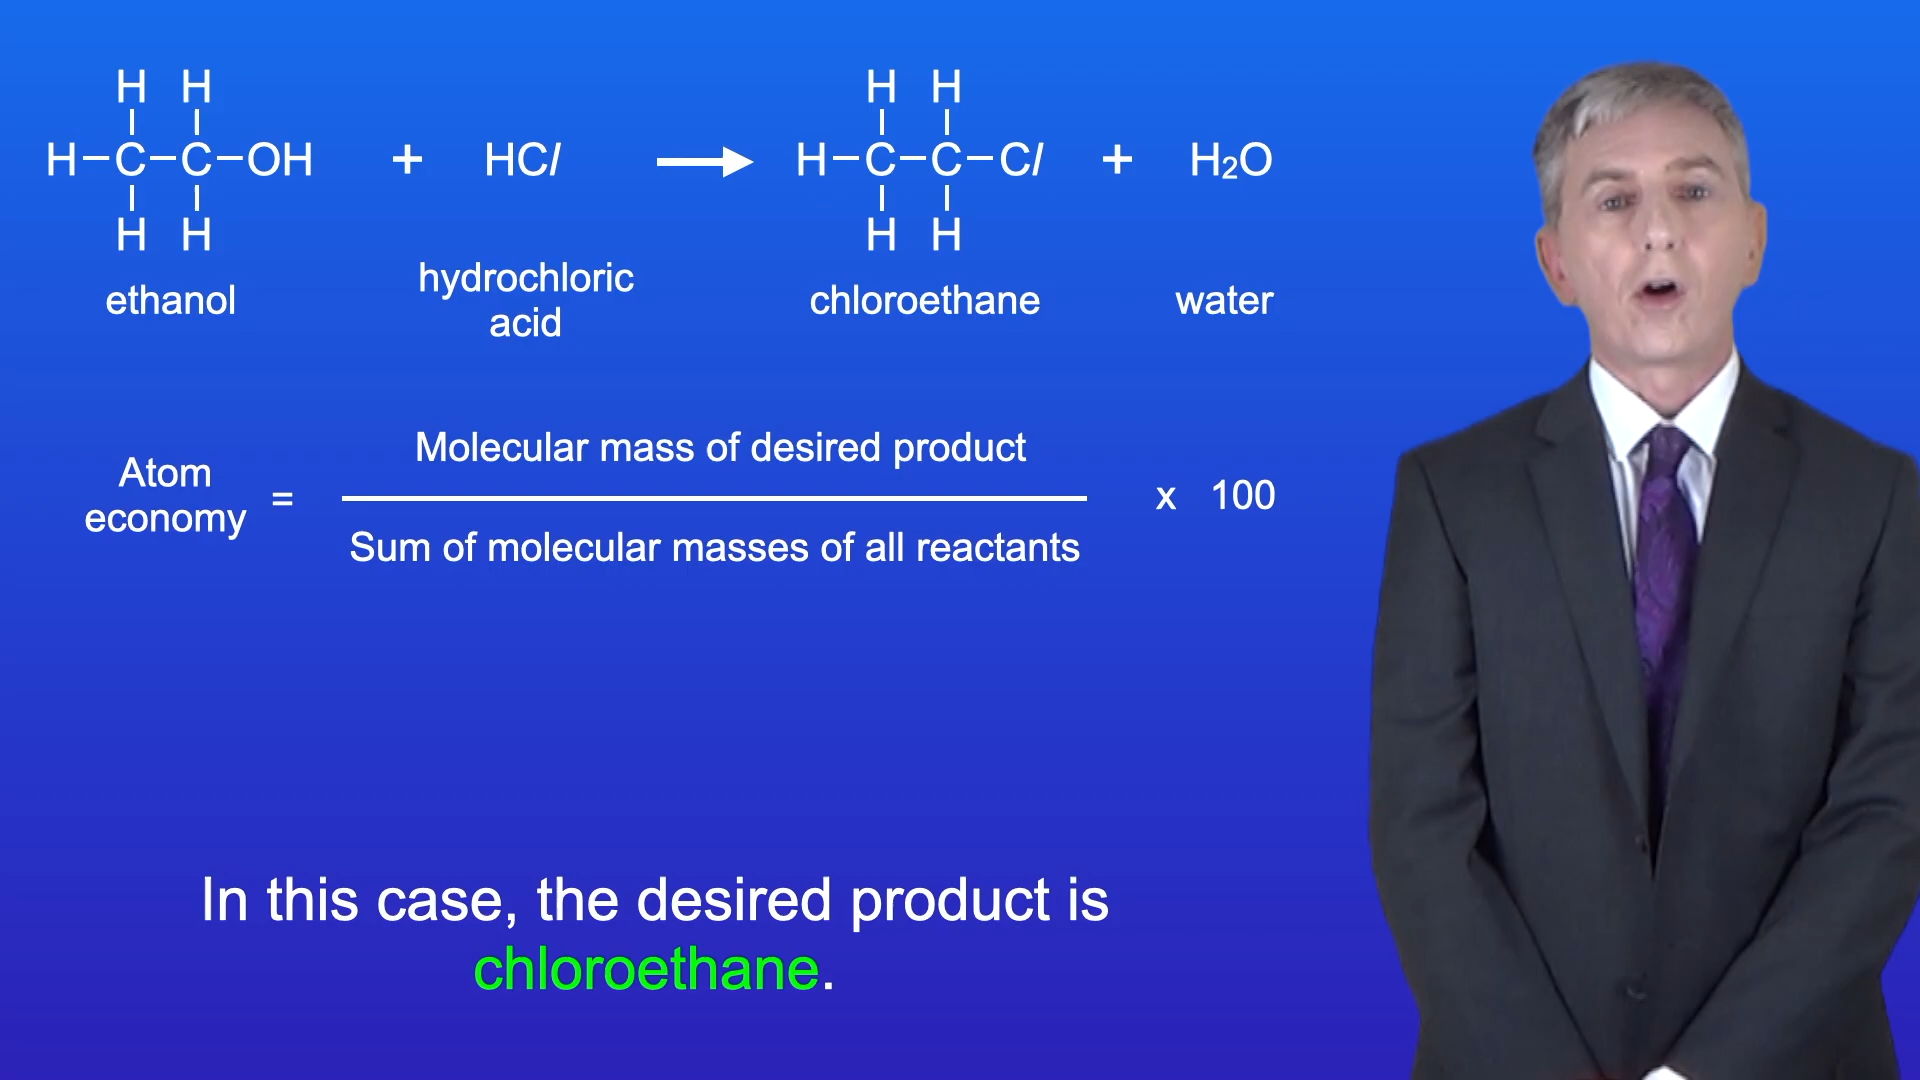 H H H H
H-C-C-OH + HCl → H-C-C-Cl + H₂O
H H H H
ethanol hydrochloric acid chloroethane water
Atom economy = Molecular mass of desired product x 100
Sum of molecular masses of all reactants
In this case, the desired product is
chloroethane.